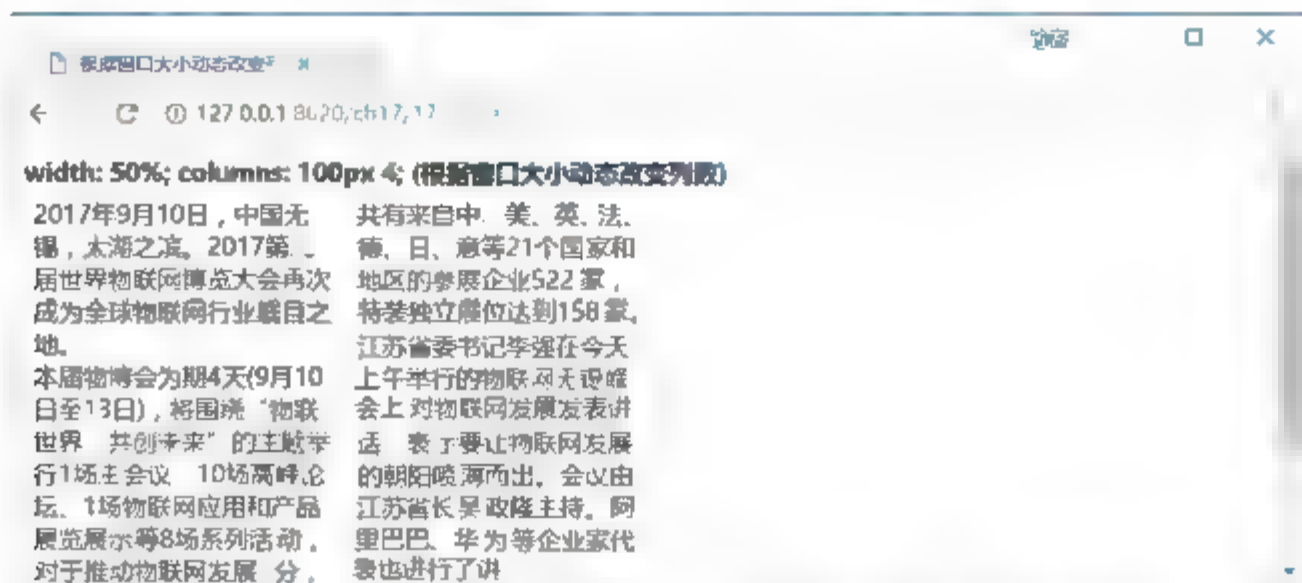 根据窗口大小动态改变
127.0.0.1
width: 50%; columns: 100px 4; (根据窗口大小动态改变列数)
2017年9月10日，中国无
锡，太湖之滨。2017第
届世界物联网博览大会再次
成为全球物联网行业瞩目之
地。
本届物博会为期4天(9月10
日至13日)，将围绕“物联
世界 共创未来”的主题举
行1场主会议 10场高峰论
坛、1场物联网应用和产品
展览展示等8场系列活动，
对于推动物联网发展 分，
共有来自中、美、英、法、
德、日、意等21个国家和
地区的参展企业522家，
特装独立展位达到158家。
江苏省委书记李强在今天
上午举行的物联网无锡峰
会上 对物联网发展发表讲
话 表了要让物联网发展
的朝阳喷薄而出。会议由
江苏省长吴政隆主持。阿
里巴巴、华为等企业家代
表也进行了讲